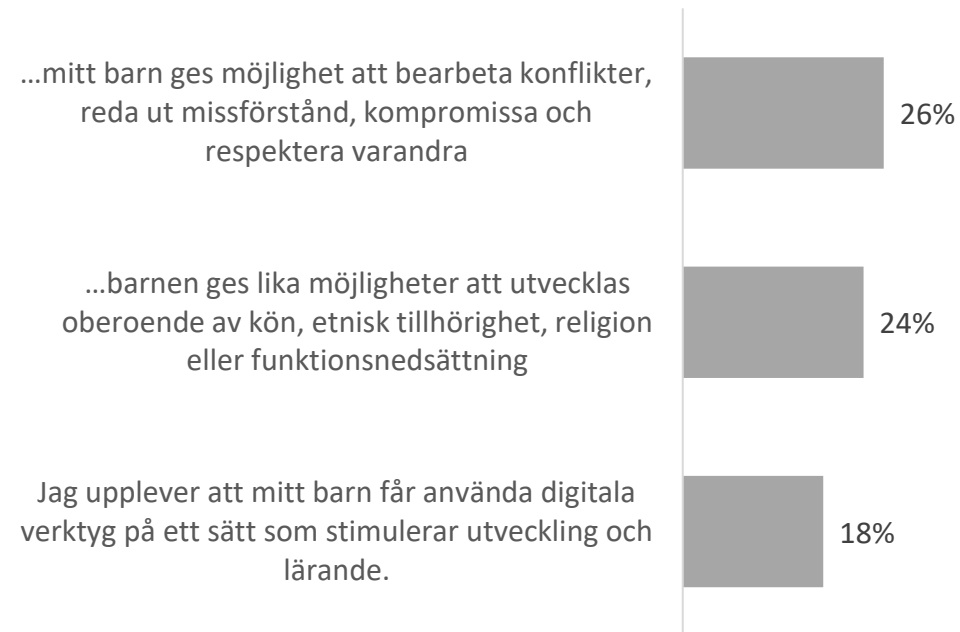 ...mitt barn ges möjlighet att bearbeta konflikter,
reda ut missförstånd, kompromissa och
respektera varandra
26%
...barnen ges lika möjligheter att utvecklas
oberoende av kön, etnisk tillhörighet, religion
eller funktionsnedsättning
24%
Jag upplever att mitt barn får använda digitala
verktyg på ett sätt som stimulerar utveckling och
lärande.
18%